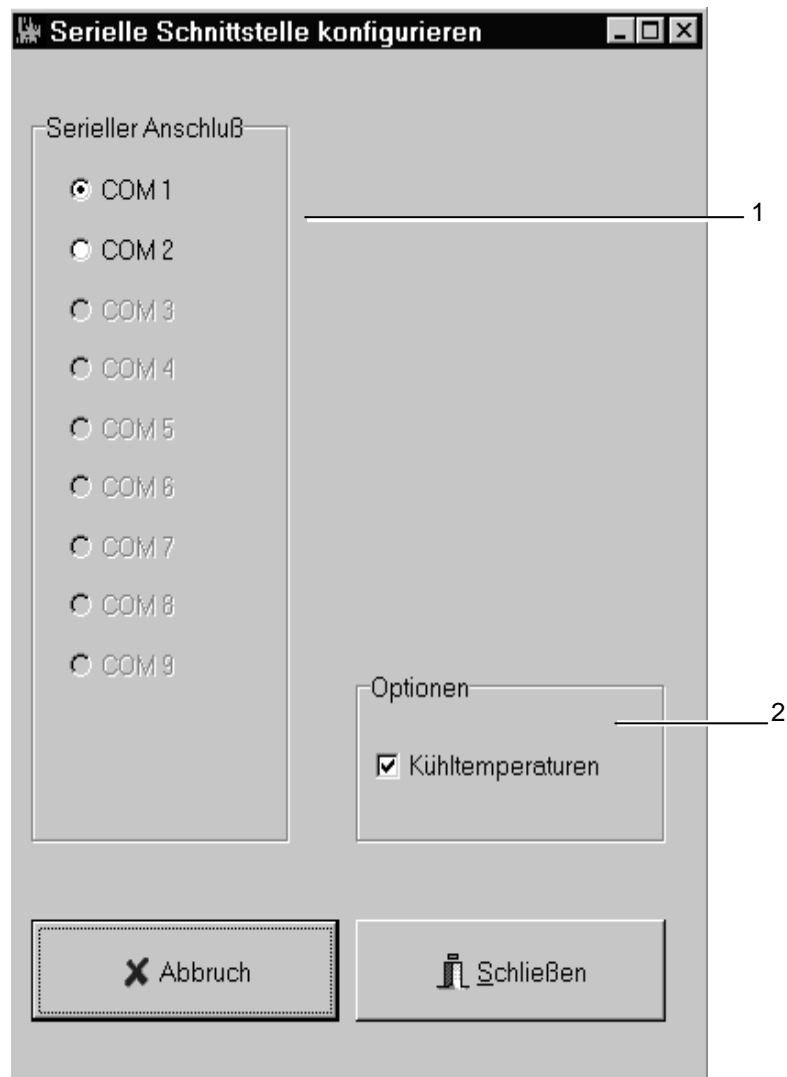 Serielle Schnittstelle konfigurieren
Serieller Anschluß
COM 1
1
COM 2
COM 3
COM 4
COM 5
COM 6
COM 7
COM 8
COM 9
Optionen
2
Kühltemperaturen
Abbruch
Schließen